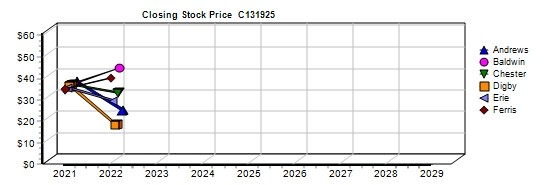 Closing Stock Price C131925
$60
$50
$40
$30
$20
$10
$0
2021 2022 2023 2024 2025 2026 2027 2028 2029
Andrews
Baldwin
Chester
Digby
Erie
Ferris